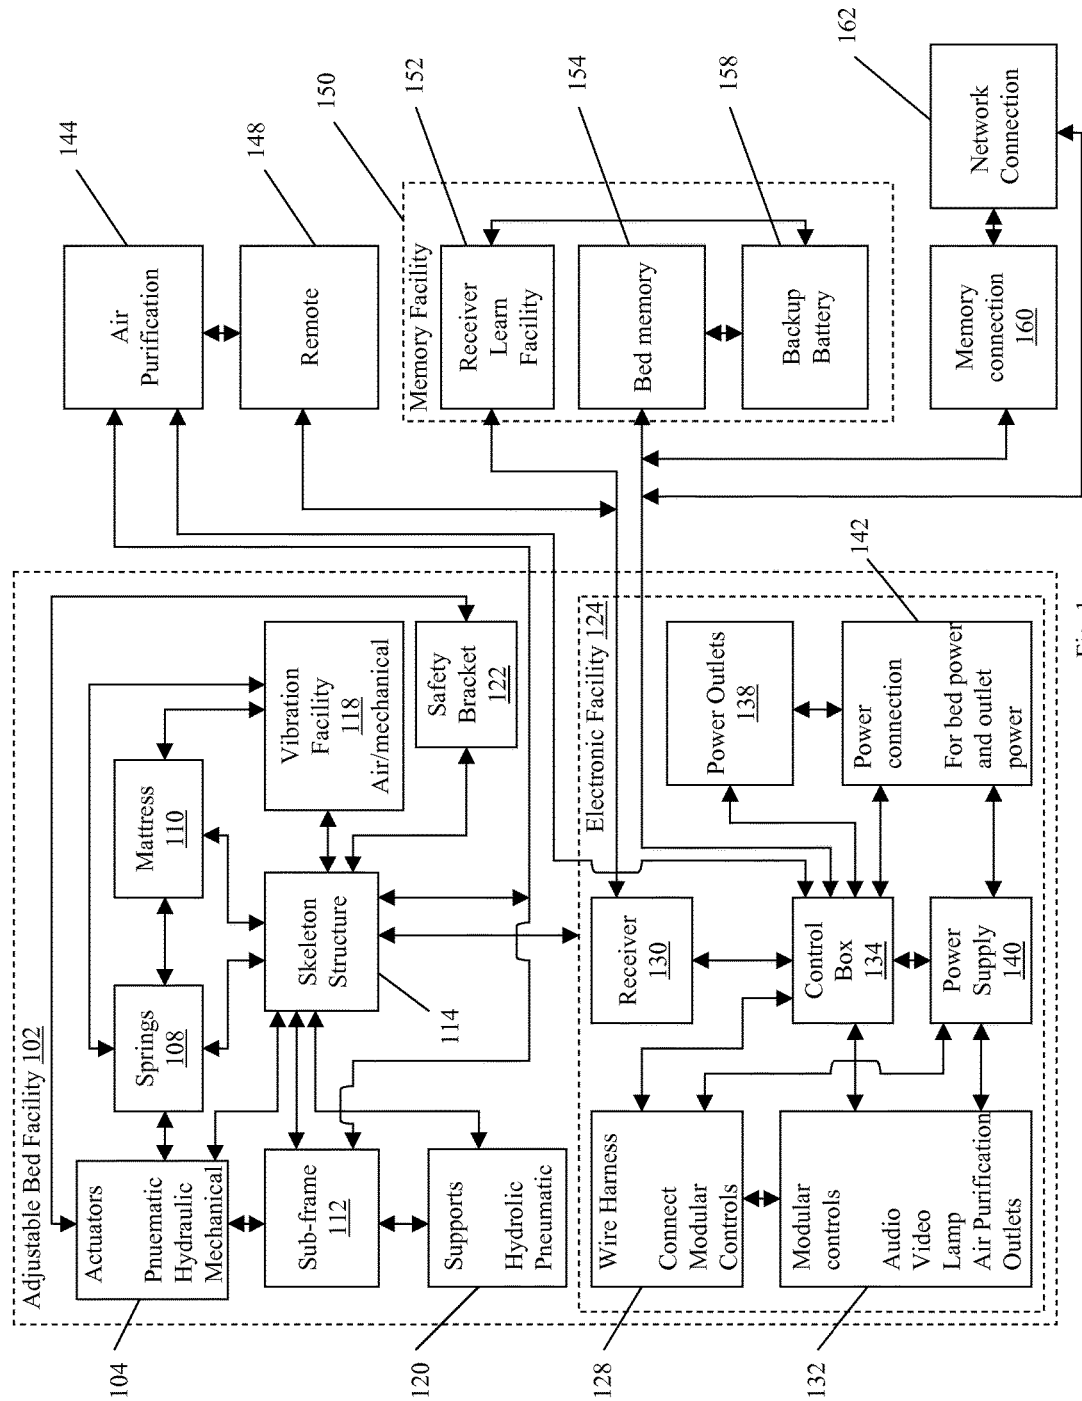 Adjustable Bed Facility 102
Actuators
Pnuematic
Hydraulic
Mechanical
104
Springs
108
Mattress
110
Sub-frame
112
Skeleton
Structure
114
Vibration
Facility
118
Air/mechanical
Supports
Hydrolic
Pneumatic
120
Safety
Bracket
122
Electronic Facility 124
Wire Harness
Connect
Modular
Controls
128
Receiver
130
Modular
controls
Audio
Video
Lamp
Air Purification
Outlets
132
Control
Box
134
Power Outlets
138
Power
Supply
140
Power
connection
For bed power
and outlet
power
142
Air
Purification
144
Remote
148
Memory Facility
150
Receiver
Learn
Facility
152
Bed memory
154
Backup
Battery
158
Memory
connection
160
Network
Connection
162